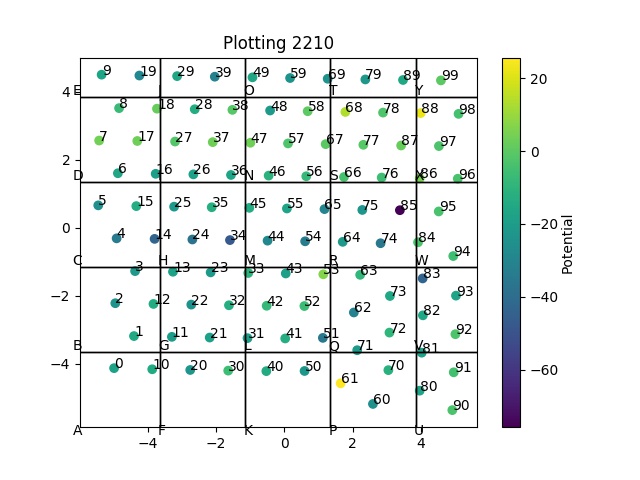 Plotting 2210
9 19 29 39 49 59 69 79 89 99
4 E J O T Y
8 18 28 38 48 58 68 78 88 98
7 17 27 37 47 57 67 77 87 97
2
6 16 26 36 46 56 66 76 86 96
D I N S X
5 15 25 35 45 55 65 75 85 95
0
4 14 24 34 44 54 64 74 84 94
C H M R W
3 13 23 33 43 53 63 73 83 93
−2
2 12 22 32 42 52 62 72 82 92
1 11 21 31 41 51 71 81 91
B G L Q V
−4
0 10 20 30 40 50 60 61 70 80 90
A F K P U
−4 −2 0 2 4
20
0
−20
−40
−60
Potential